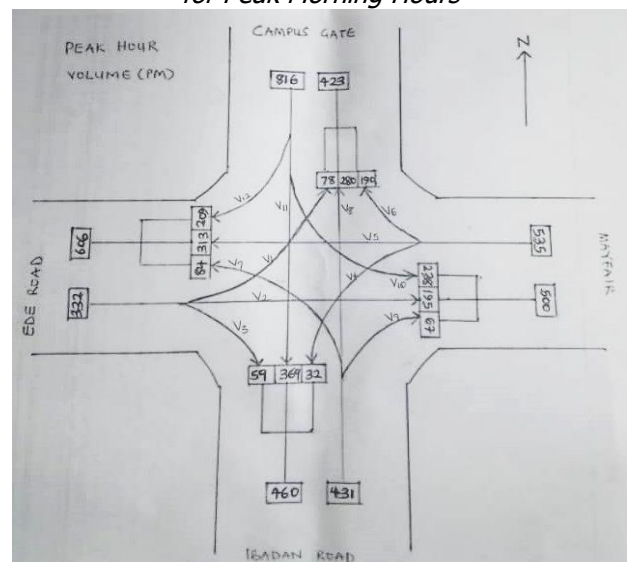 for Peak Morning Hours
CAMPUS GATE
PEAK HOUR
VOLUME (PM)
816
423
N
78 280 190
V12
V11
V8
V6
209
313
84
606
V7
V1
V5
V4
535
MAYFAIR
EDE ROAD
332
V2
V10
238
195
67
500
V3
V9
59 369 32
460
431
IBADAN ROAD